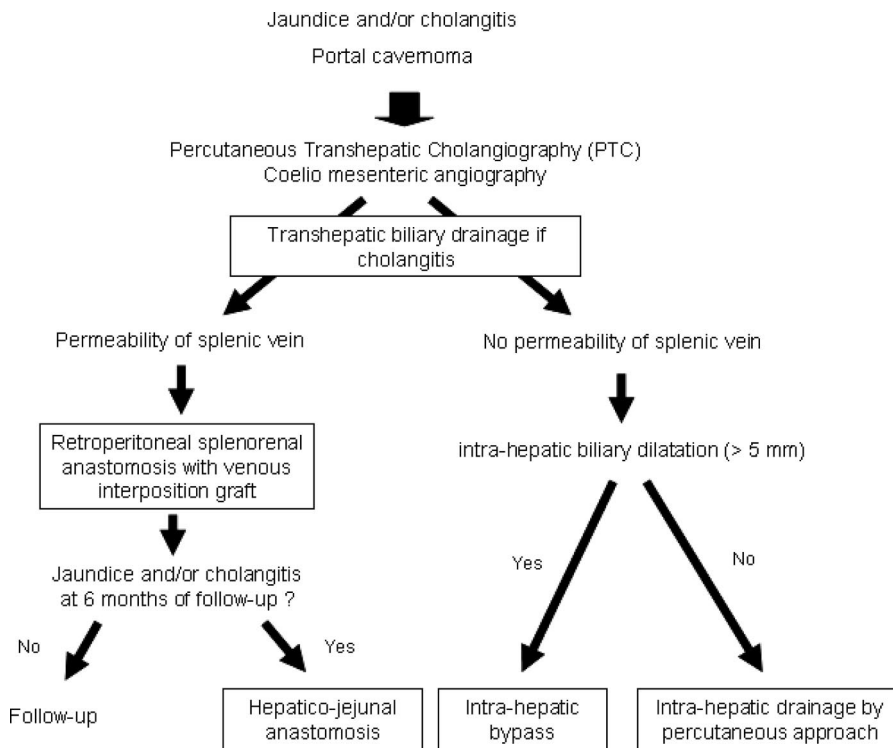 Jaundice and/or cholangitis
Portal cavernoma
Percutaneous Transhepatic Cholangiography (PTC)
Coelio mesenteric angiography
Transhepatic biliary drainage if
cholangitis
Permeability of splenic vein
No permeability of splenic vein
Retroperitoneal splenorenal
anastomosis with venous
interposition graft
intra-hepatic biliary dilatation (> 5 mm)
Jaundice and/or cholangitis
at 6 months of follow-up ?
Yes
No
No
Yes
Follow-up
Hepatico-jejunal
anastomosis
Intra-hepatic
bypass
Intra-hepatic drainage by
percutaneous approach